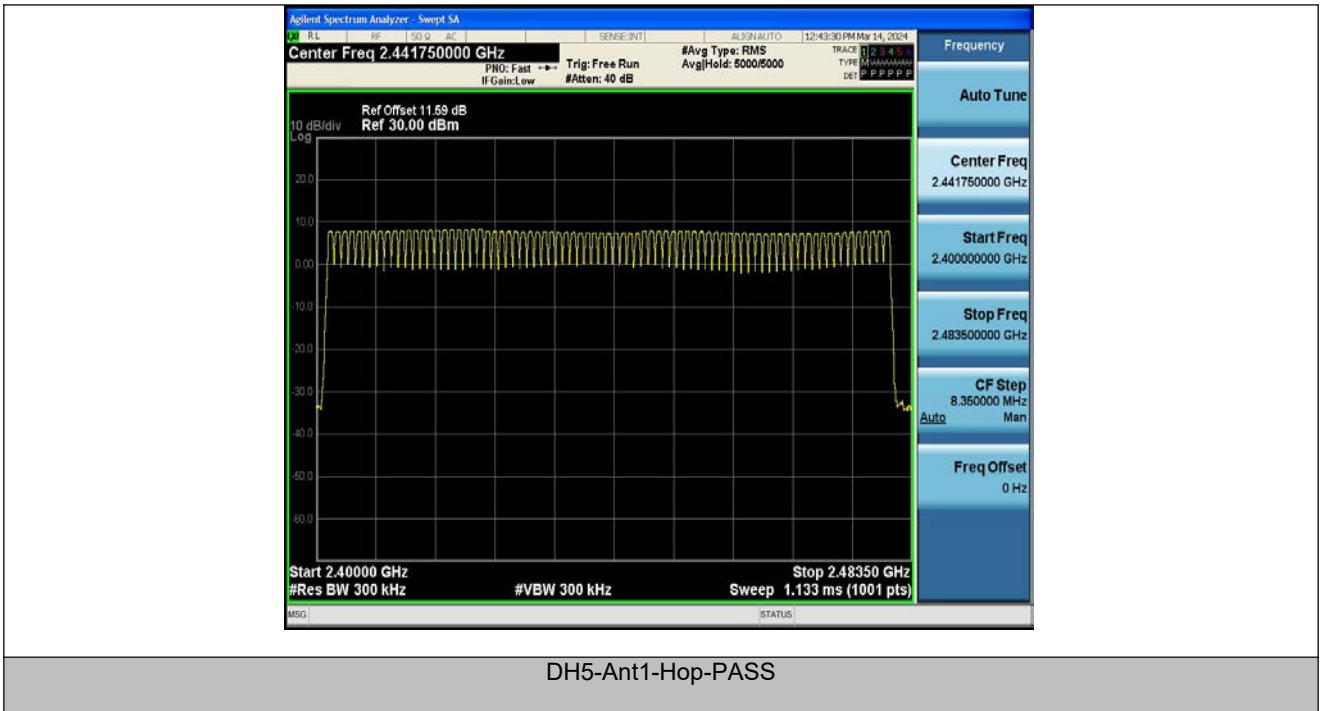 Agilent Spectrum Analyzer - Swept SA
RL RF 50 Ω AC SENSE:INT ALIGN AUTO 12:43:30 PM Mar 14, 2024
Center Freq 2.441750000 GHz
PNO: Fast
IFGain:Low
Trig: Free Run
#Atten: 40 dB
#Avg Type: RMS
Avg|Hold: 5000/5000
TRACE 1 2 3 4 5 6
TYPE M
DET P P P P P P
Ref Offset 11.59 dB
10 dB/div Ref 30.00 dBm
Log
20.0
10.0
0.00
-10.0
-20.0
-30.0
-40.0
-50.0
-60.0
Start 2.40000 GHz Stop 2.48350 GHz
#Res BW 300 kHz #VBW 300 kHz Sweep 1.133 ms (1001 pts)
MSG STATUS
Frequency
Auto Tune
Center Freq
2.441750000 GHz
Start Freq
2.400000000 GHz
Stop Freq
2.483500000 GHz
CF Step
8.350000 MHz
Auto Man
Freq Offset
0 Hz
DH5-Ant1-Hop-PASS